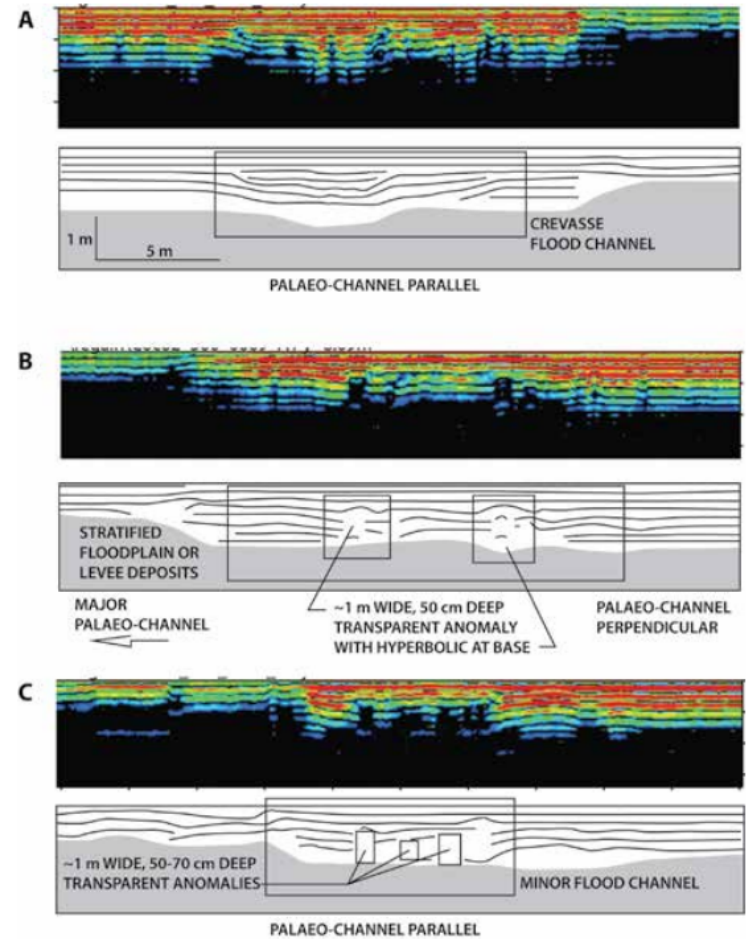 A
1 m
5 m
CREVASSE
FLOOD CHANNEL
PALAEO-CHANNEL PARALLEL
B
STRATIFIED
FLOODPLAIN OR
LEVEE DEPOSITS
MAJOR
PALAEO-CHANNEL
~1 m WIDE, 50 cm DEEP
TRANSPARENT ANOMALY
WITH HYPERBOLIC AT BASE
PALAEO-CHANNEL
PERPENDICULAR
C
~1 m WIDE, 50-70 cm DEEP
TRANSPARENT ANOMALIES
MINOR FLOOD CHANNEL
PALAEO-CHANNEL PARALLEL